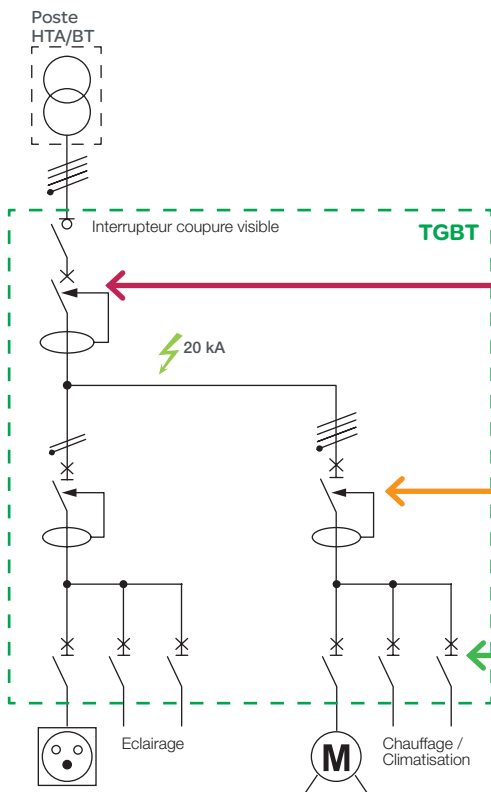 Poste
HTA/BT
Interrupteur coupure visible
TGBT
20 kA
Eclairage
M
Chauffage /
Climatisation